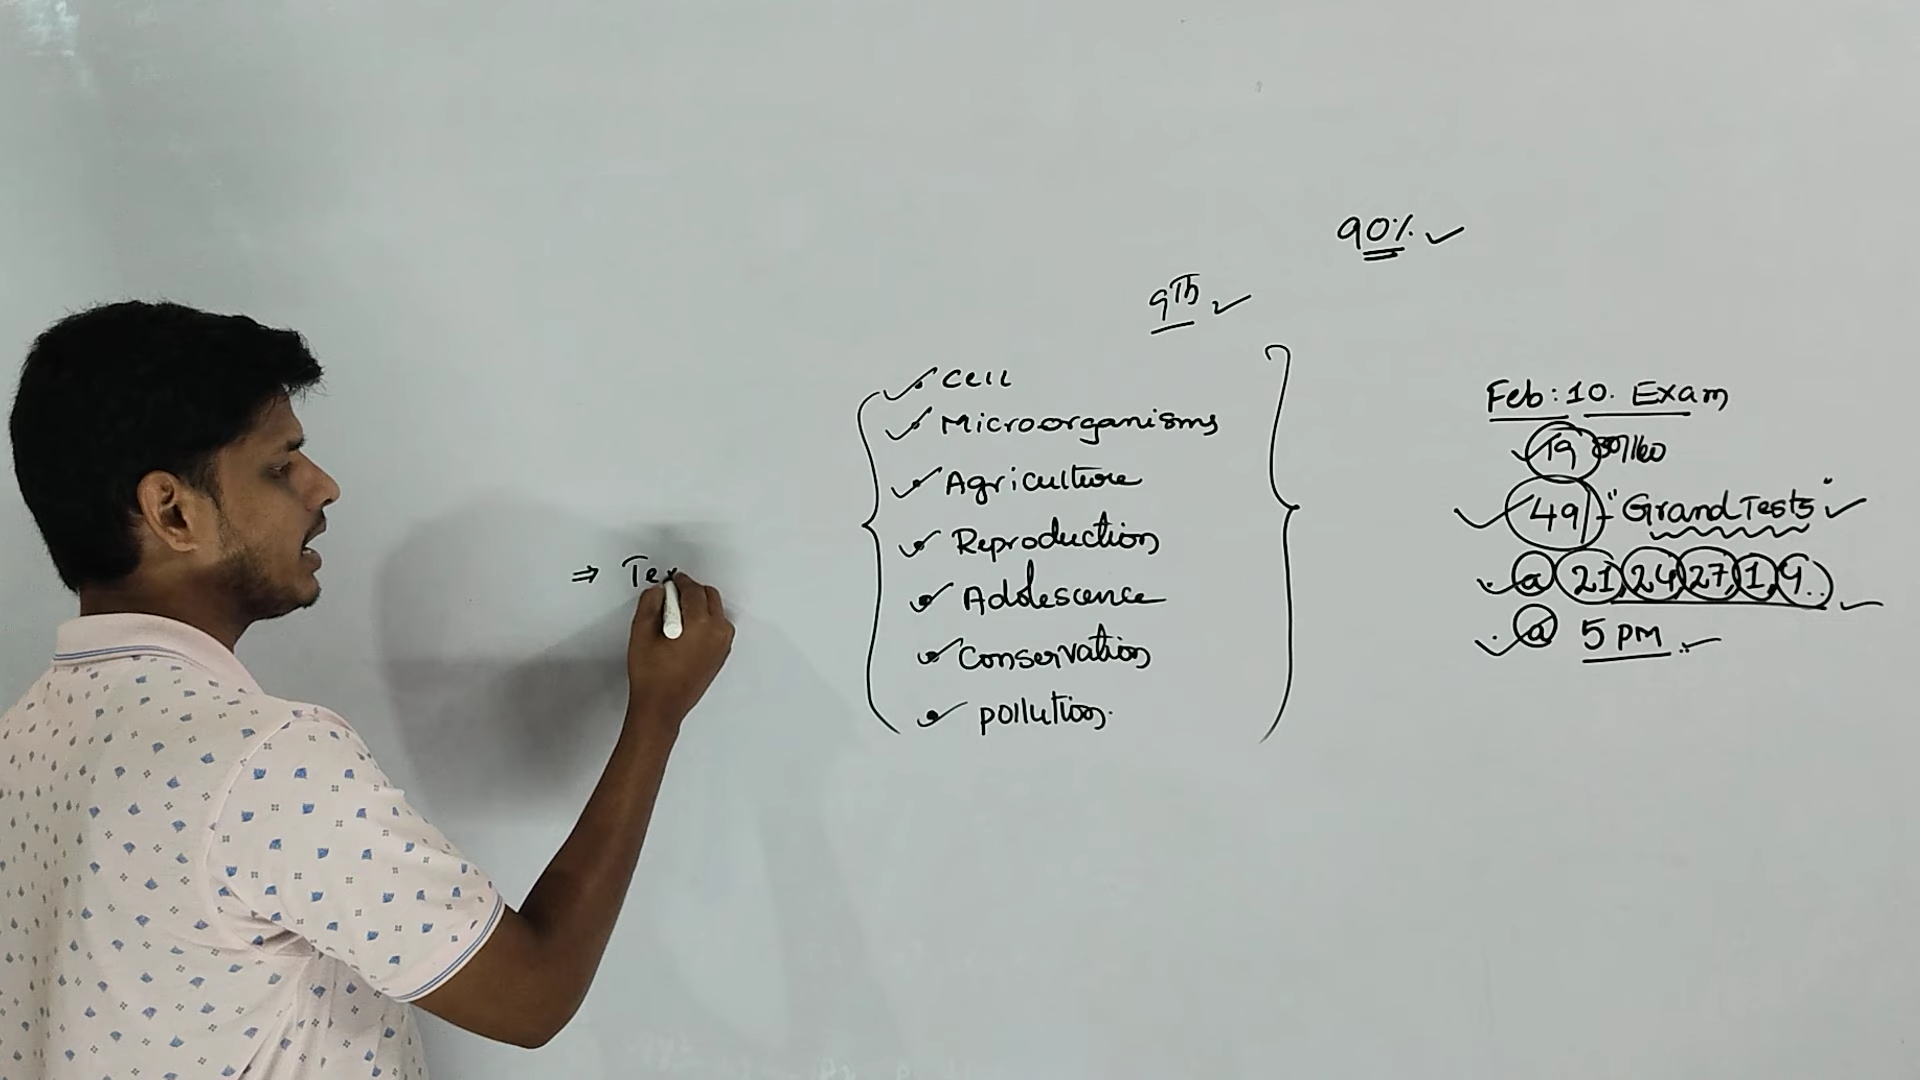 90%
9Th
Cell
Microorganisms
Agriculture
Reproduction
Adolescence
Conservation
pollution.
⇒ Tex
Feb: 10. Exam
19
49/- "Grand Tests"
@ 21, 24, 27, 1, 9..
@ 5 PM